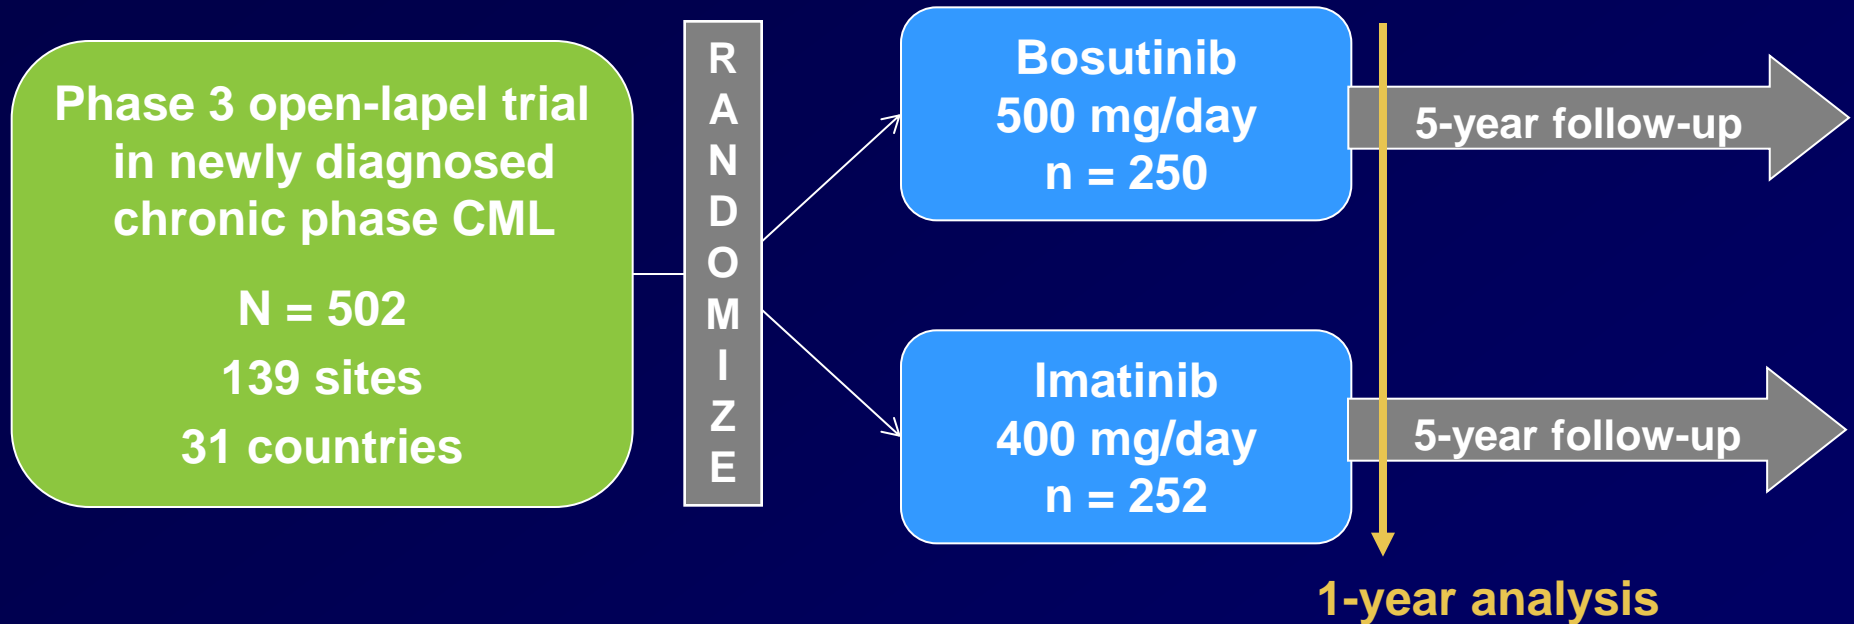 Phase 3 open-lapel trial
in newly diagnosed
chronic phase CML
N = 502
139 sites
31 countries
R
A
N
D
O
M
I
Z
E
Bosutinib
500 mg/day
n = 250
5-year follow-up
Imatinib
400 mg/day
n = 252
5-year follow-up
1-year analysis